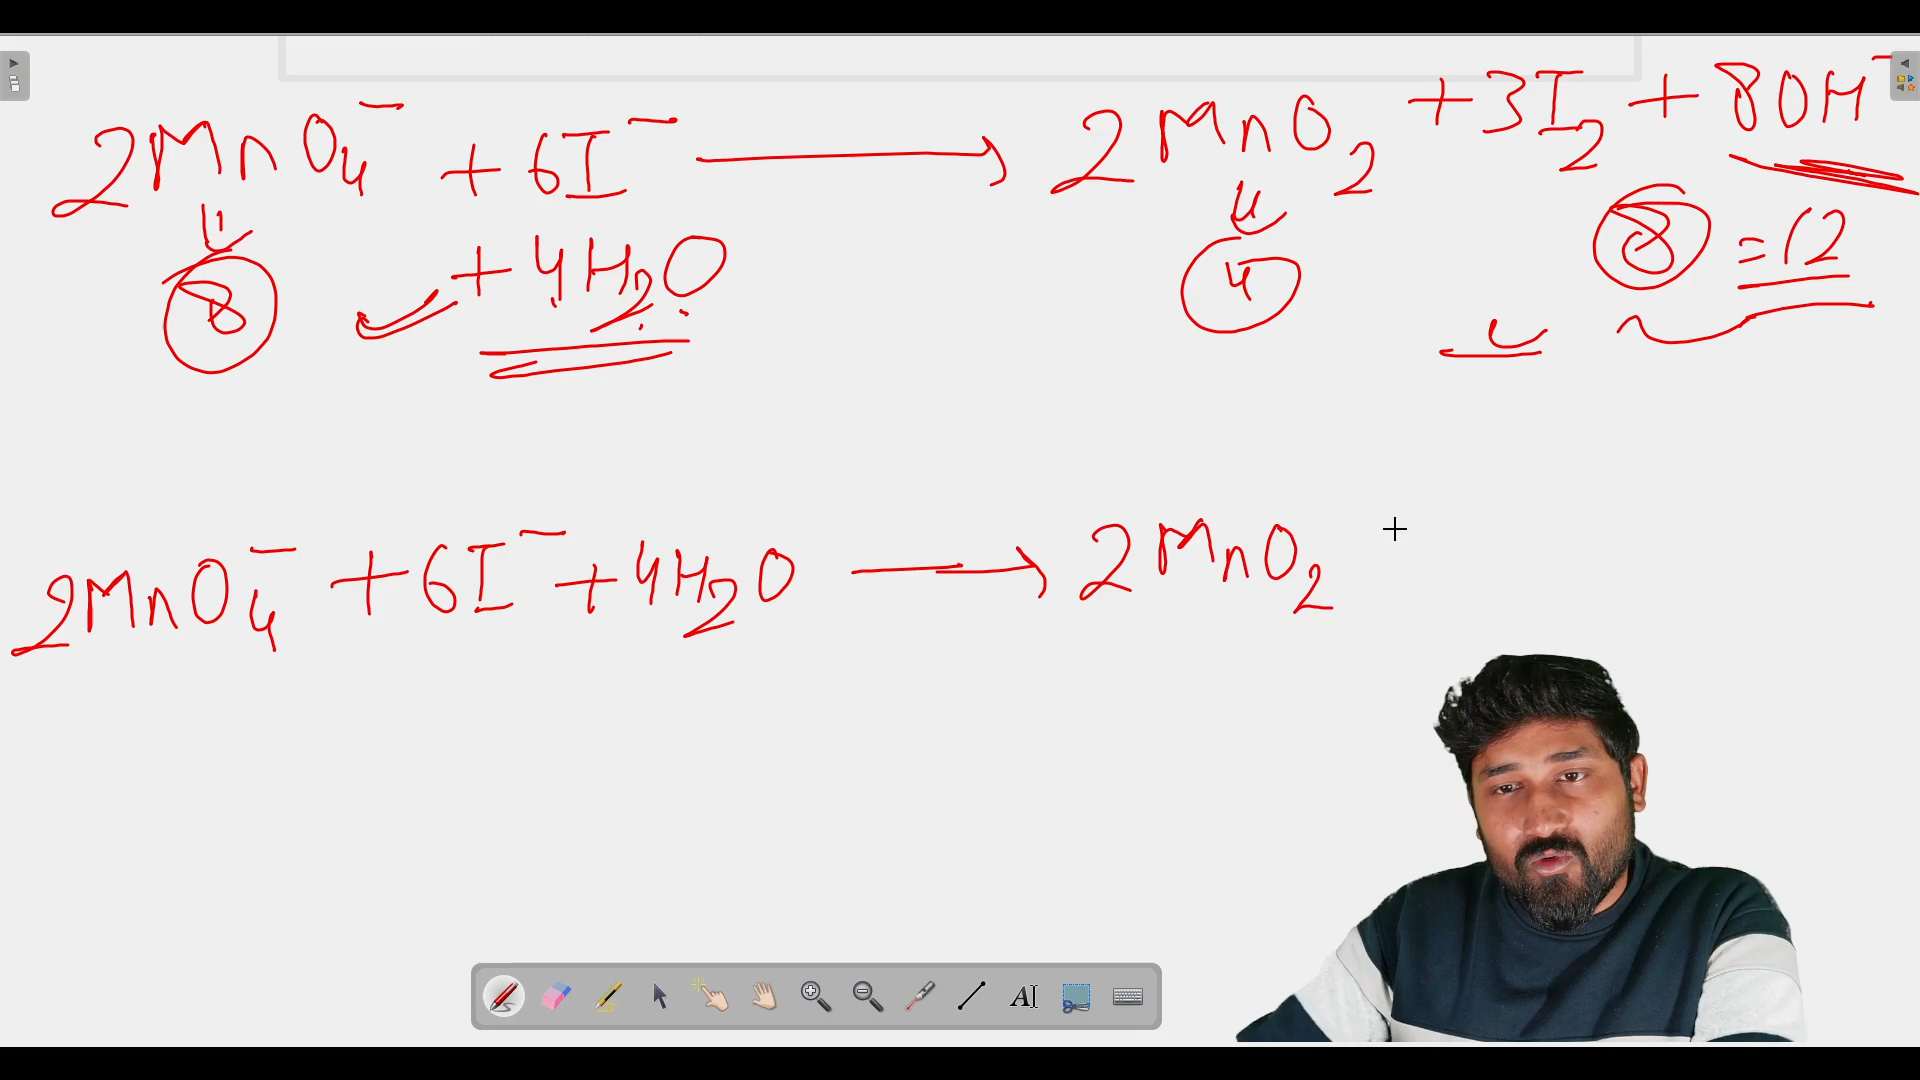 2MnO₄⁻ + 6I⁻ ⟶ 2MnO₂ + 3I₂ + 8OH⁻
+ 4H₂O
8 4 8 = 12
2MnO₄⁻ + 6I⁻ + 4H₂O ⟶ 2MnO₂